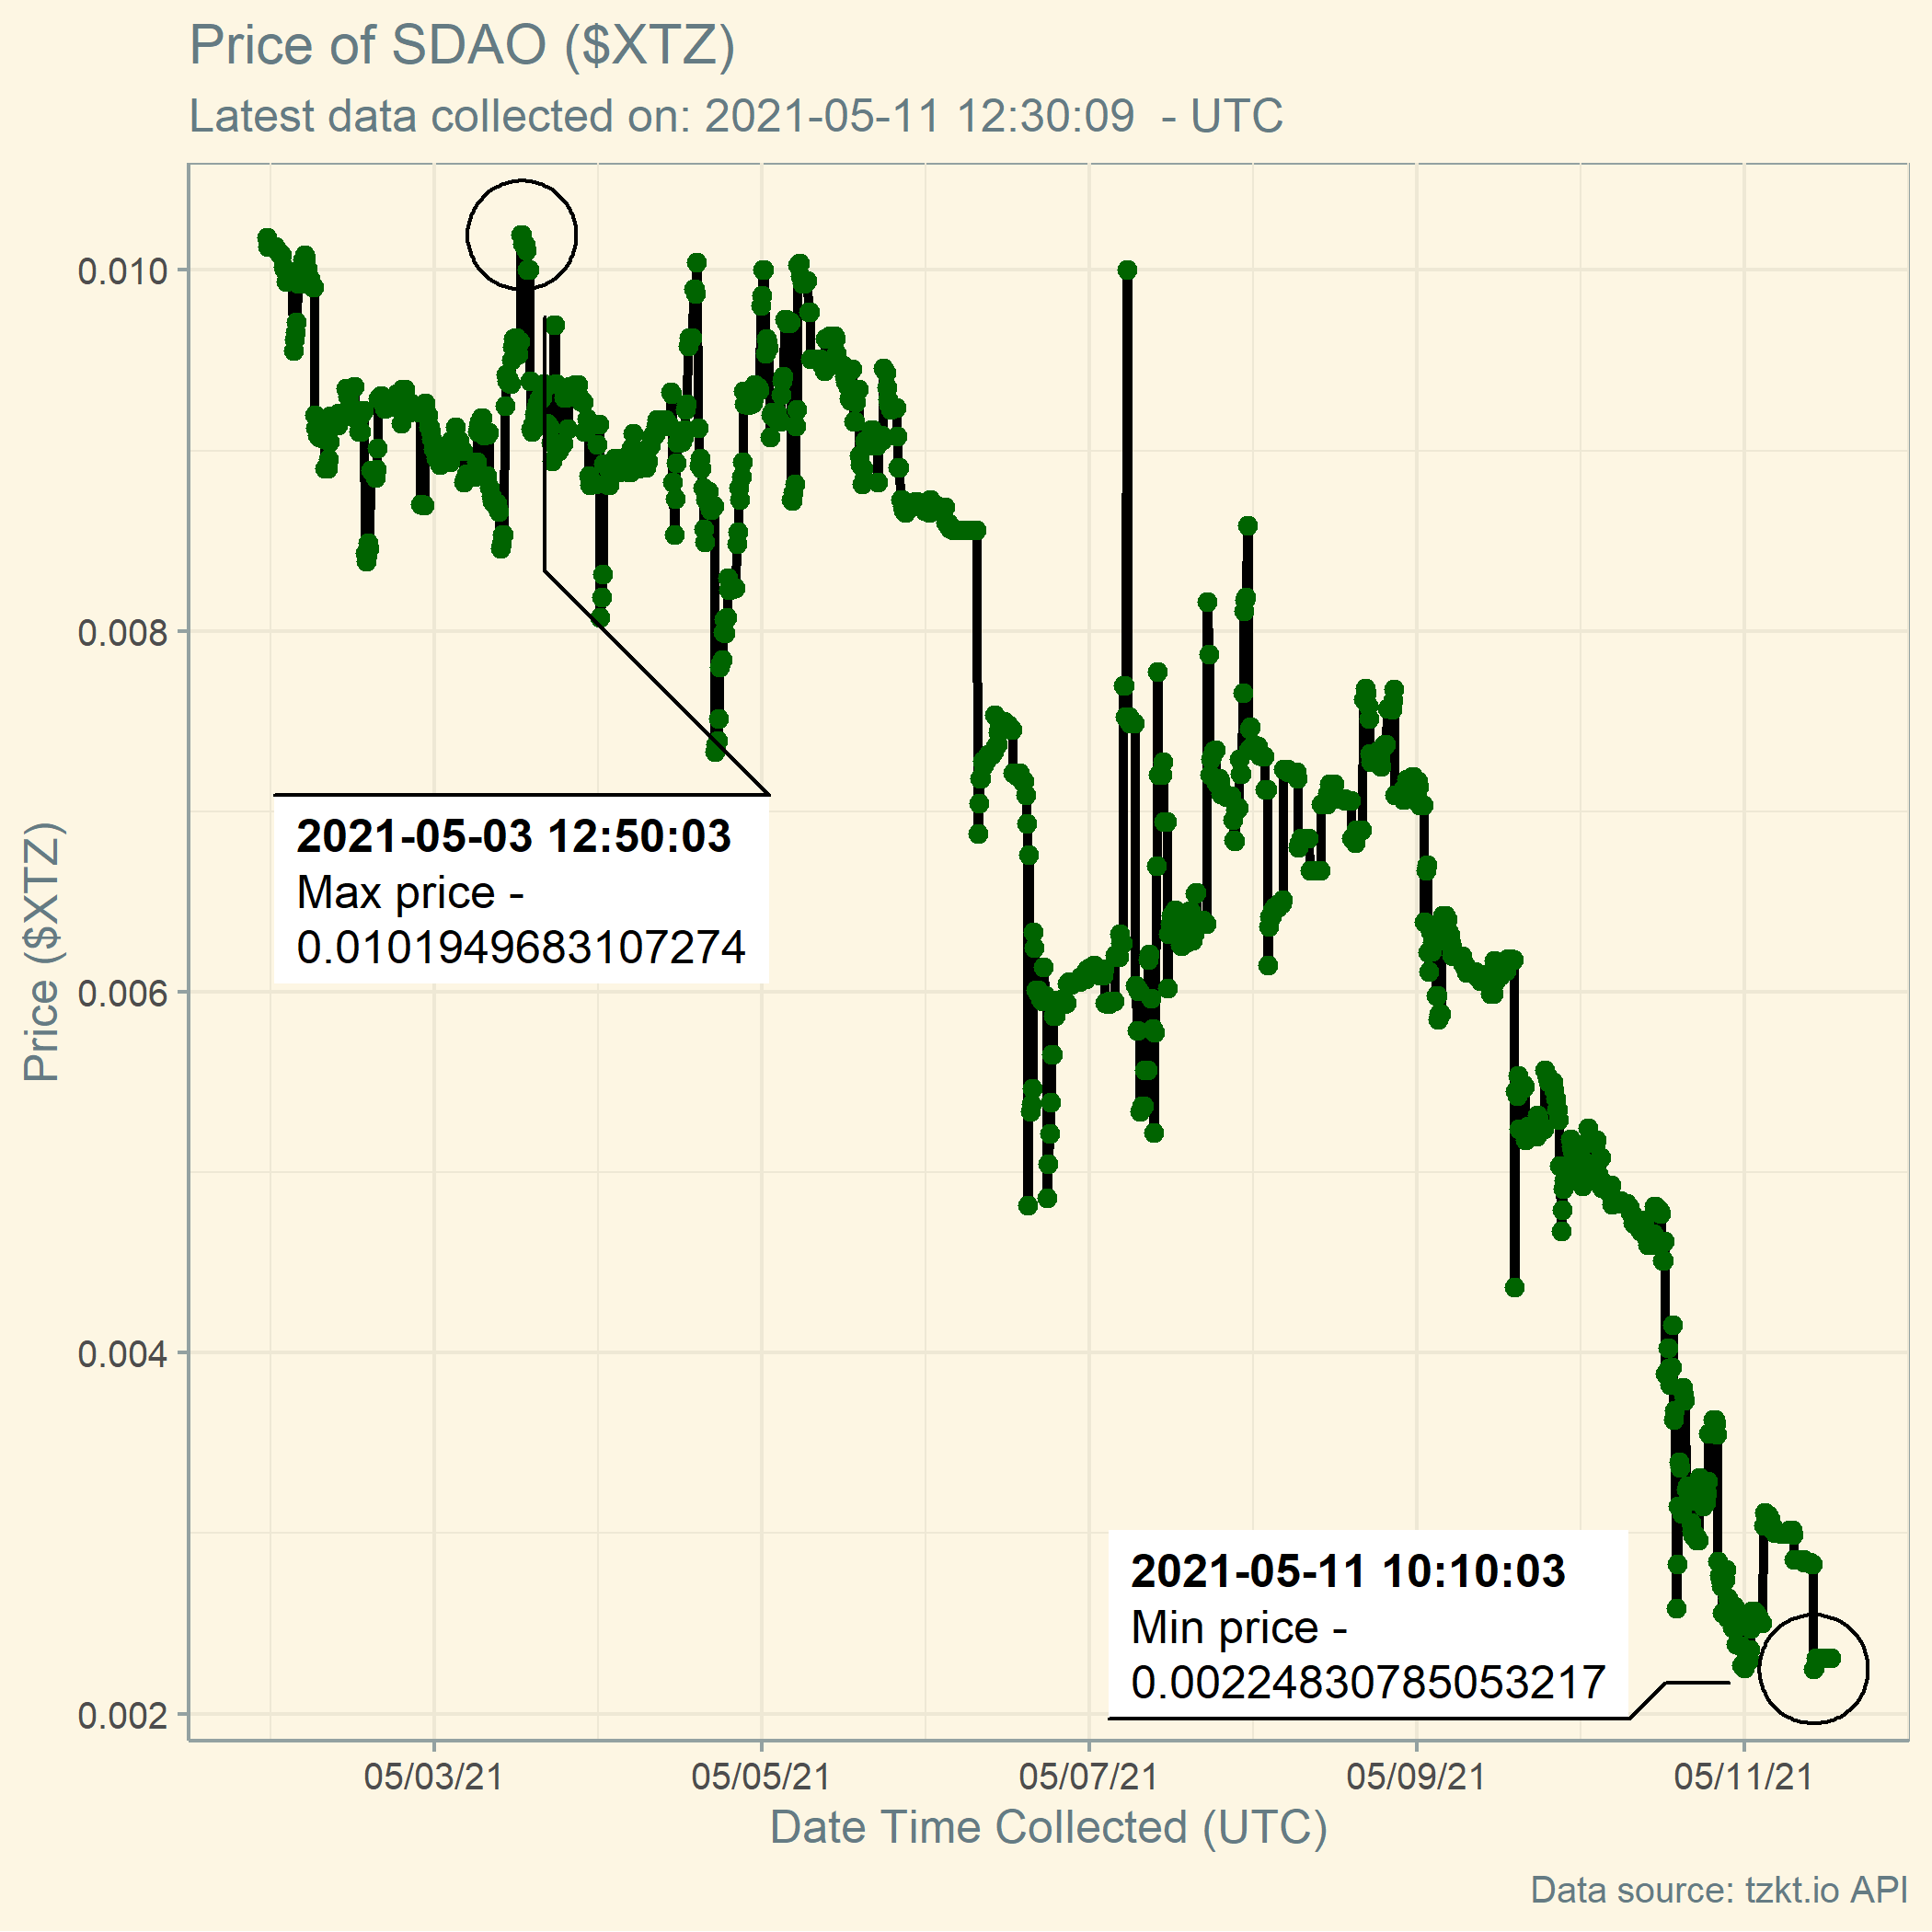 Price of SDAO ($XTZ)
Latest data collected on: 2021-05-11 12:30:09  - UTC
0.010
0.008
0.006
0.004
0.002
Price ($XTZ)
2021-05-03 12:50:03
Max price -
0.0101949683107274
2021-05-11 10:10:03
Min price -
0.00224830785053217
05/03/21
05/05/21
05/07/21
05/09/21
05/11/21
Date Time Collected (UTC)
Data source: tzkt.io API